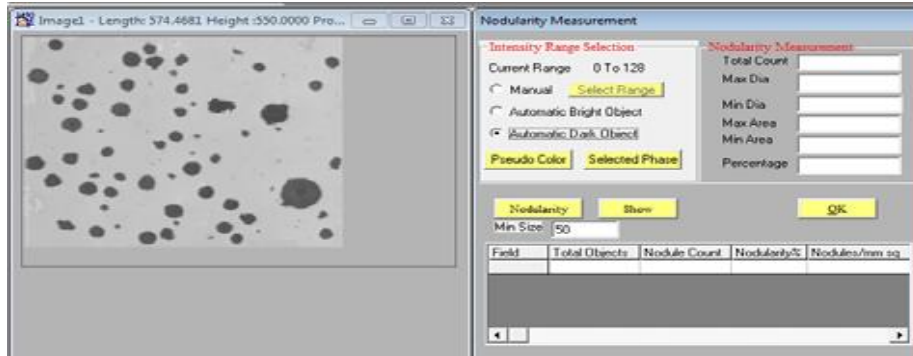 Image1 - Length: 574.4681 Height :550.0000 Pro...
Nodularity Measurement
Intensity Range Selection
Current Range 0 To 128
Manual Select Range
Automatic Bright Object
Automatic Dark Object
Pseudo Color Selected Phase
Nodularity Measurement
Total Count
Max Dia
Min Dia
Max Area
Min Area
Percentage
Nodularity Show OK
Min Size 50
Field Total Objects Nodule Count Nodularity% Nodules/mm sq